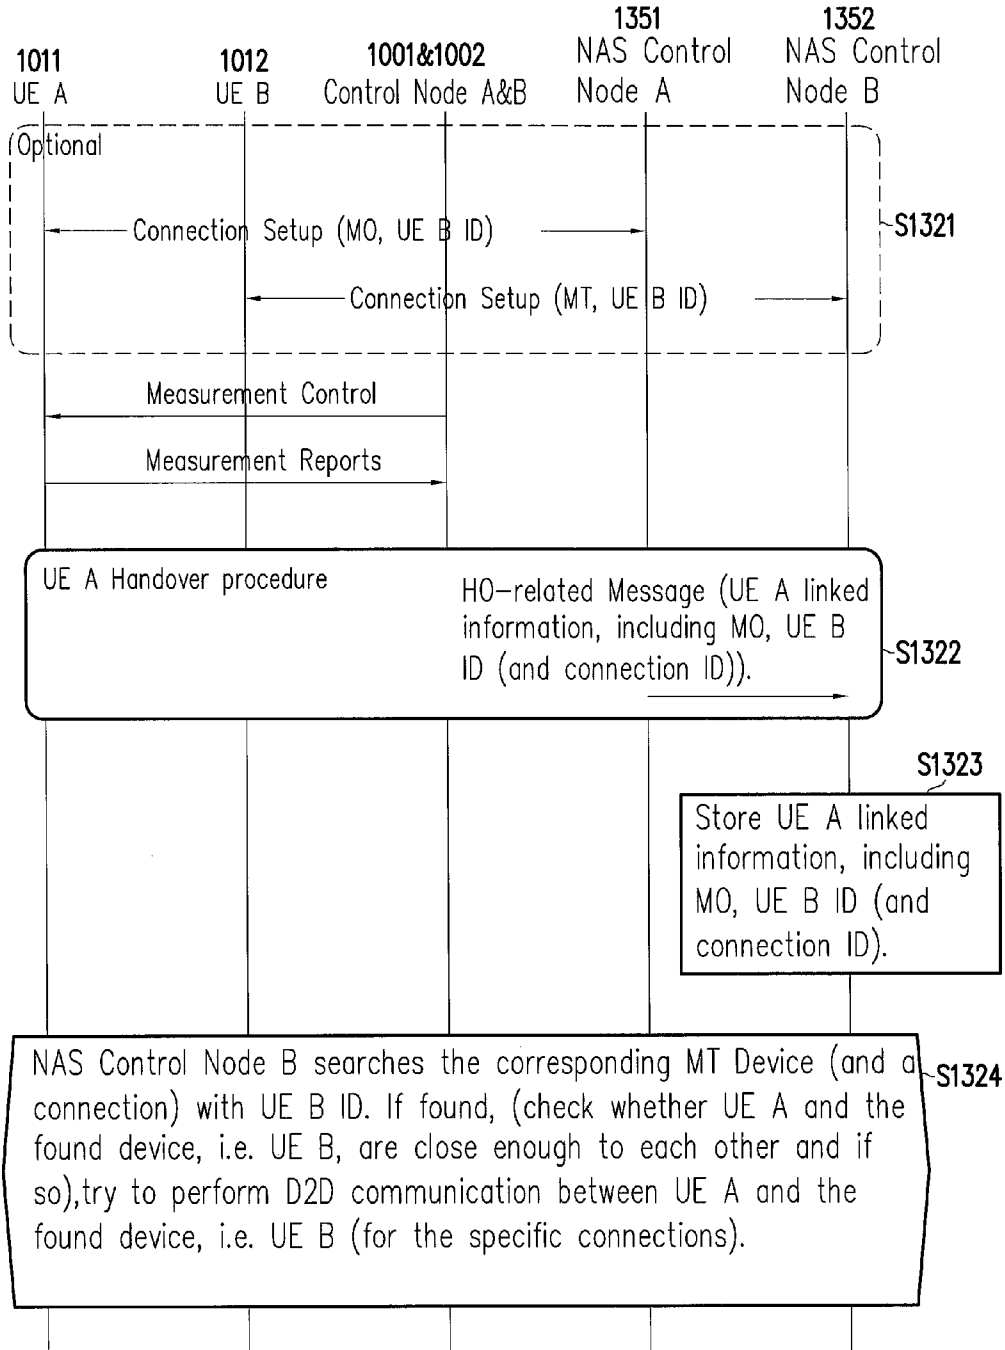 1011
UE A
1012
UE B
1001&1002
Control Node A&B
1351
NAS Control
Node A
1352
NAS Control
Node B
Optional
Connection Setup (MO, UE B ID)
S1321
Connection Setup (MT, UE B ID)
Measurement Control
Measurement Reports
UE A Handover procedure
HO-related Message (UE A linked
information, including MO, UE B
ID (and connection ID)).
S1322
S1323
Store UE A linked
information, including
MO, UE B ID (and
connection ID).
NAS Control Node B searches the corresponding MT Device (and a
connection) with UE B ID. If found, (check whether UE A and the
found device, i.e. UE B, are close enough to each other and if
so),try to perform D2D communication between UE A and the
found device, i.e. UE B (for the specific connections).
S1324